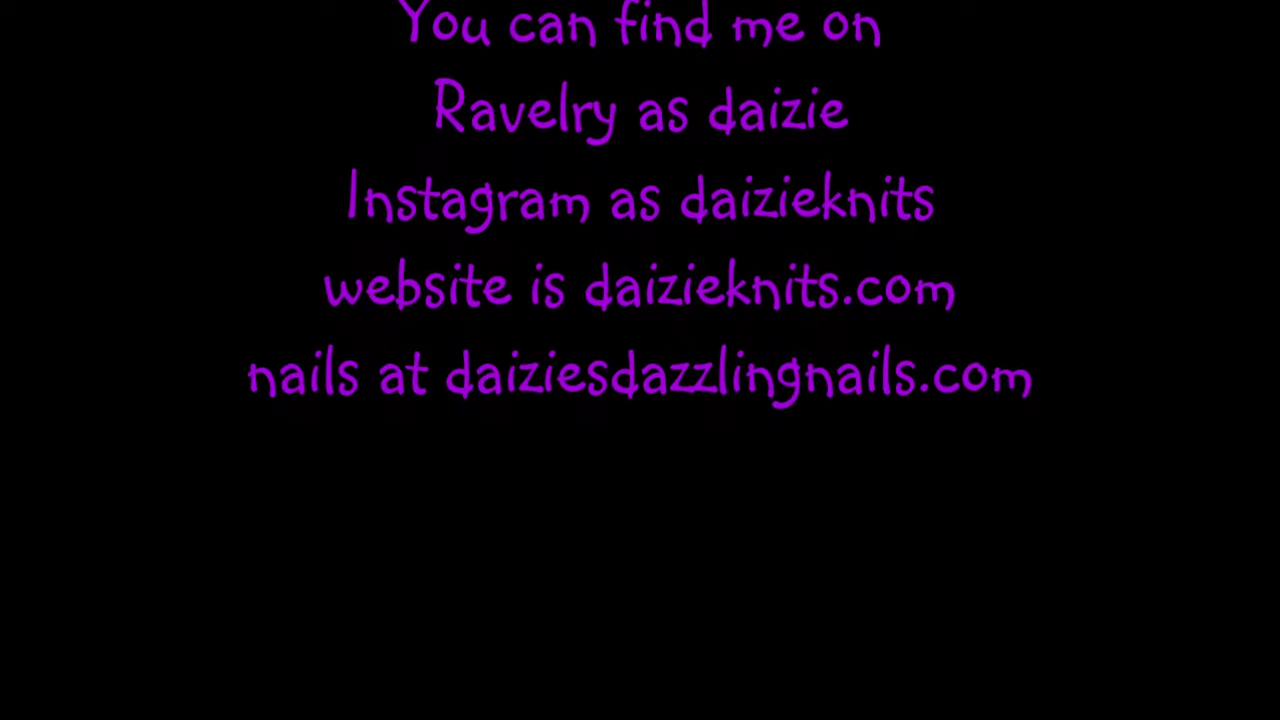 You can find me on
Ravelry as daizie
Instagram as daizieknits
website is daizieknits.com
nails at daiziesdazzlingnails.com